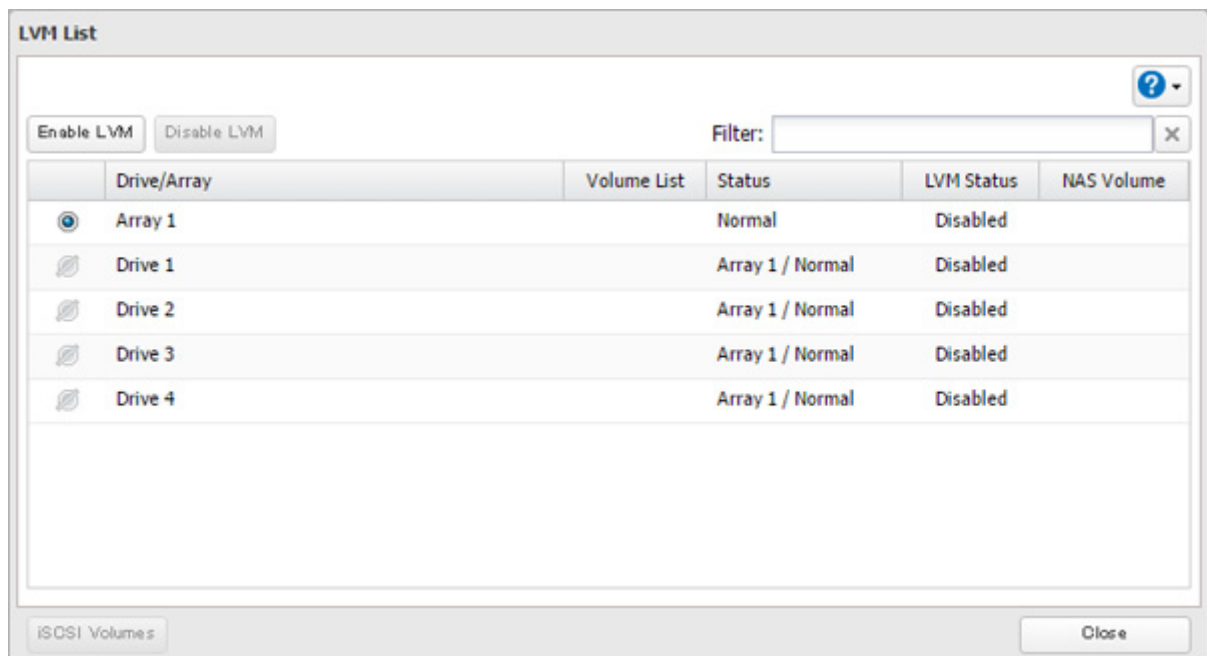 LVM List
Enable LVM Disable LVM Filter:
Drive/Array Volume List Status LVM Status NAS Volume
Array 1 Normal Disabled
Drive 1 Array 1 / Normal Disabled
Drive 2 Array 1 / Normal Disabled
Drive 3 Array 1 / Normal Disabled
Drive 4 Array 1 / Normal Disabled
iSCSI Volumes Close